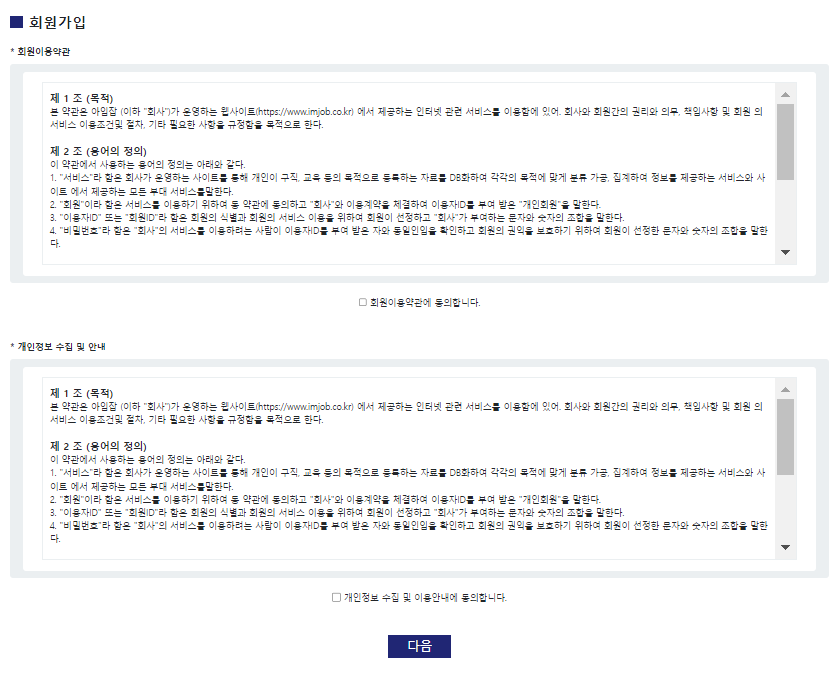 회원가입
* 회원이용약관
제 1 조 (목적)
본 약관은 아임잡 (이하 "회사")가 운영하는 웹사이트(https://www.imjob.co.kr) 에서 제공하는 인터넷 관련 서비스를 이용함에 있어, 회사와 회원간의 권리와 의무, 책임사항 및 회원 의
서비스 이용조건및 절차, 기타 필요한 사항을 규정함을 목적으로 한다.
제 2 조 (용어의 정의)
이 약관에서 사용하는 용어의 정의는 아래와 같다.
1. "서비스"라 함은 회사가 운영하는 사이트를 통해 개인이 구직, 교육 등의 목적으로 등록하는 자료를 DB화하여 각각의 목적에 맞게 분류 가공, 집계하여 정보를 제공하는 서비스와 사
이트 에서 제공하는 모든 부대 서비스를말한다.
2. "회원"이라 함은 서비스를 이용하기 위하여 동 약관에 동의하고 "회사"와 이용계약을 체결하여 이용자ID를 부여 받은 "개인회원"을 말한다.
3. "이용자ID" 또는 "회원ID"라 함은 회원의 식별과 회원의 서비스 이용을 위하여 회원이 선정하고 "회사"가 부여하는 문자와 숫자의 조합을 말한다.
4. "비밀번호"라 함은 "회사"의 서비스를 이용하려는 사람이 이용자ID를 부여 받은 자와 동일인임을 확인하고 회원의 권익을 보호하기 위하여 회원이 선정한 문자와 숫자의 조합을 말한
다.
회원이용약관에 동의합니다.
* 개인정보 수집 및 안내
제 1 조 (목적)
본 약관은 아임잡 (이하 "회사")가 운영하는 웹사이트(https://www.imjob.co.kr) 에서 제공하는 인터넷 관련 서비스를 이용함에 있어, 회사와 회원간의 권리와 의무, 책임사항 및 회원 의
서비스 이용조건및 절차, 기타 필요한 사항을 규정함을 목적으로 한다.
제 2 조 (용어의 정의)
이 약관에서 사용하는 용어의 정의는 아래와 같다.
1. "서비스"라 함은 회사가 운영하는 사이트를 통해 개인이 구직, 교육 등의 목적으로 등록하는 자료를 DB화하여 각각의 목적에 맞게 분류 가공, 집계하여 정보를 제공하는 서비스와 사
이트 에서 제공하는 모든 부대 서비스를말한다.
2. "회원"이라 함은 서비스를 이용하기 위하여 동 약관에 동의하고 "회사"와 이용계약을 체결하여 이용자ID를 부여 받은 "개인회원"을 말한다.
3. "이용자ID" 또는 "회원ID"라 함은 회원의 식별과 회원의 서비스 이용을 위하여 회원이 선정하고 "회사"가 부여하는 문자와 숫자의 조합을 말한다.
4. "비밀번호"라 함은 "회사"의 서비스를 이용하려는 사람이 이용자ID를 부여 받은 자와 동일인임을 확인하고 회원의 권익을 보호하기 위하여 회원이 선정한 문자와 숫자의 조합을 말한
다.
개인정보 수집 및 이용안내에 동의합니다.
다음